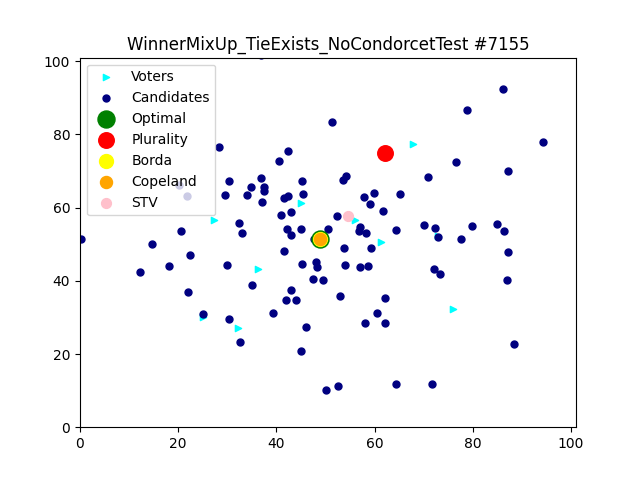 WinnerMixUp_TieExists_NoCondorcetTest #7155
100
80
60
40
20
0
Voters
Candidates
Optimal
Plurality
Borda
Copeland
STV
0 20 40 60 80 100